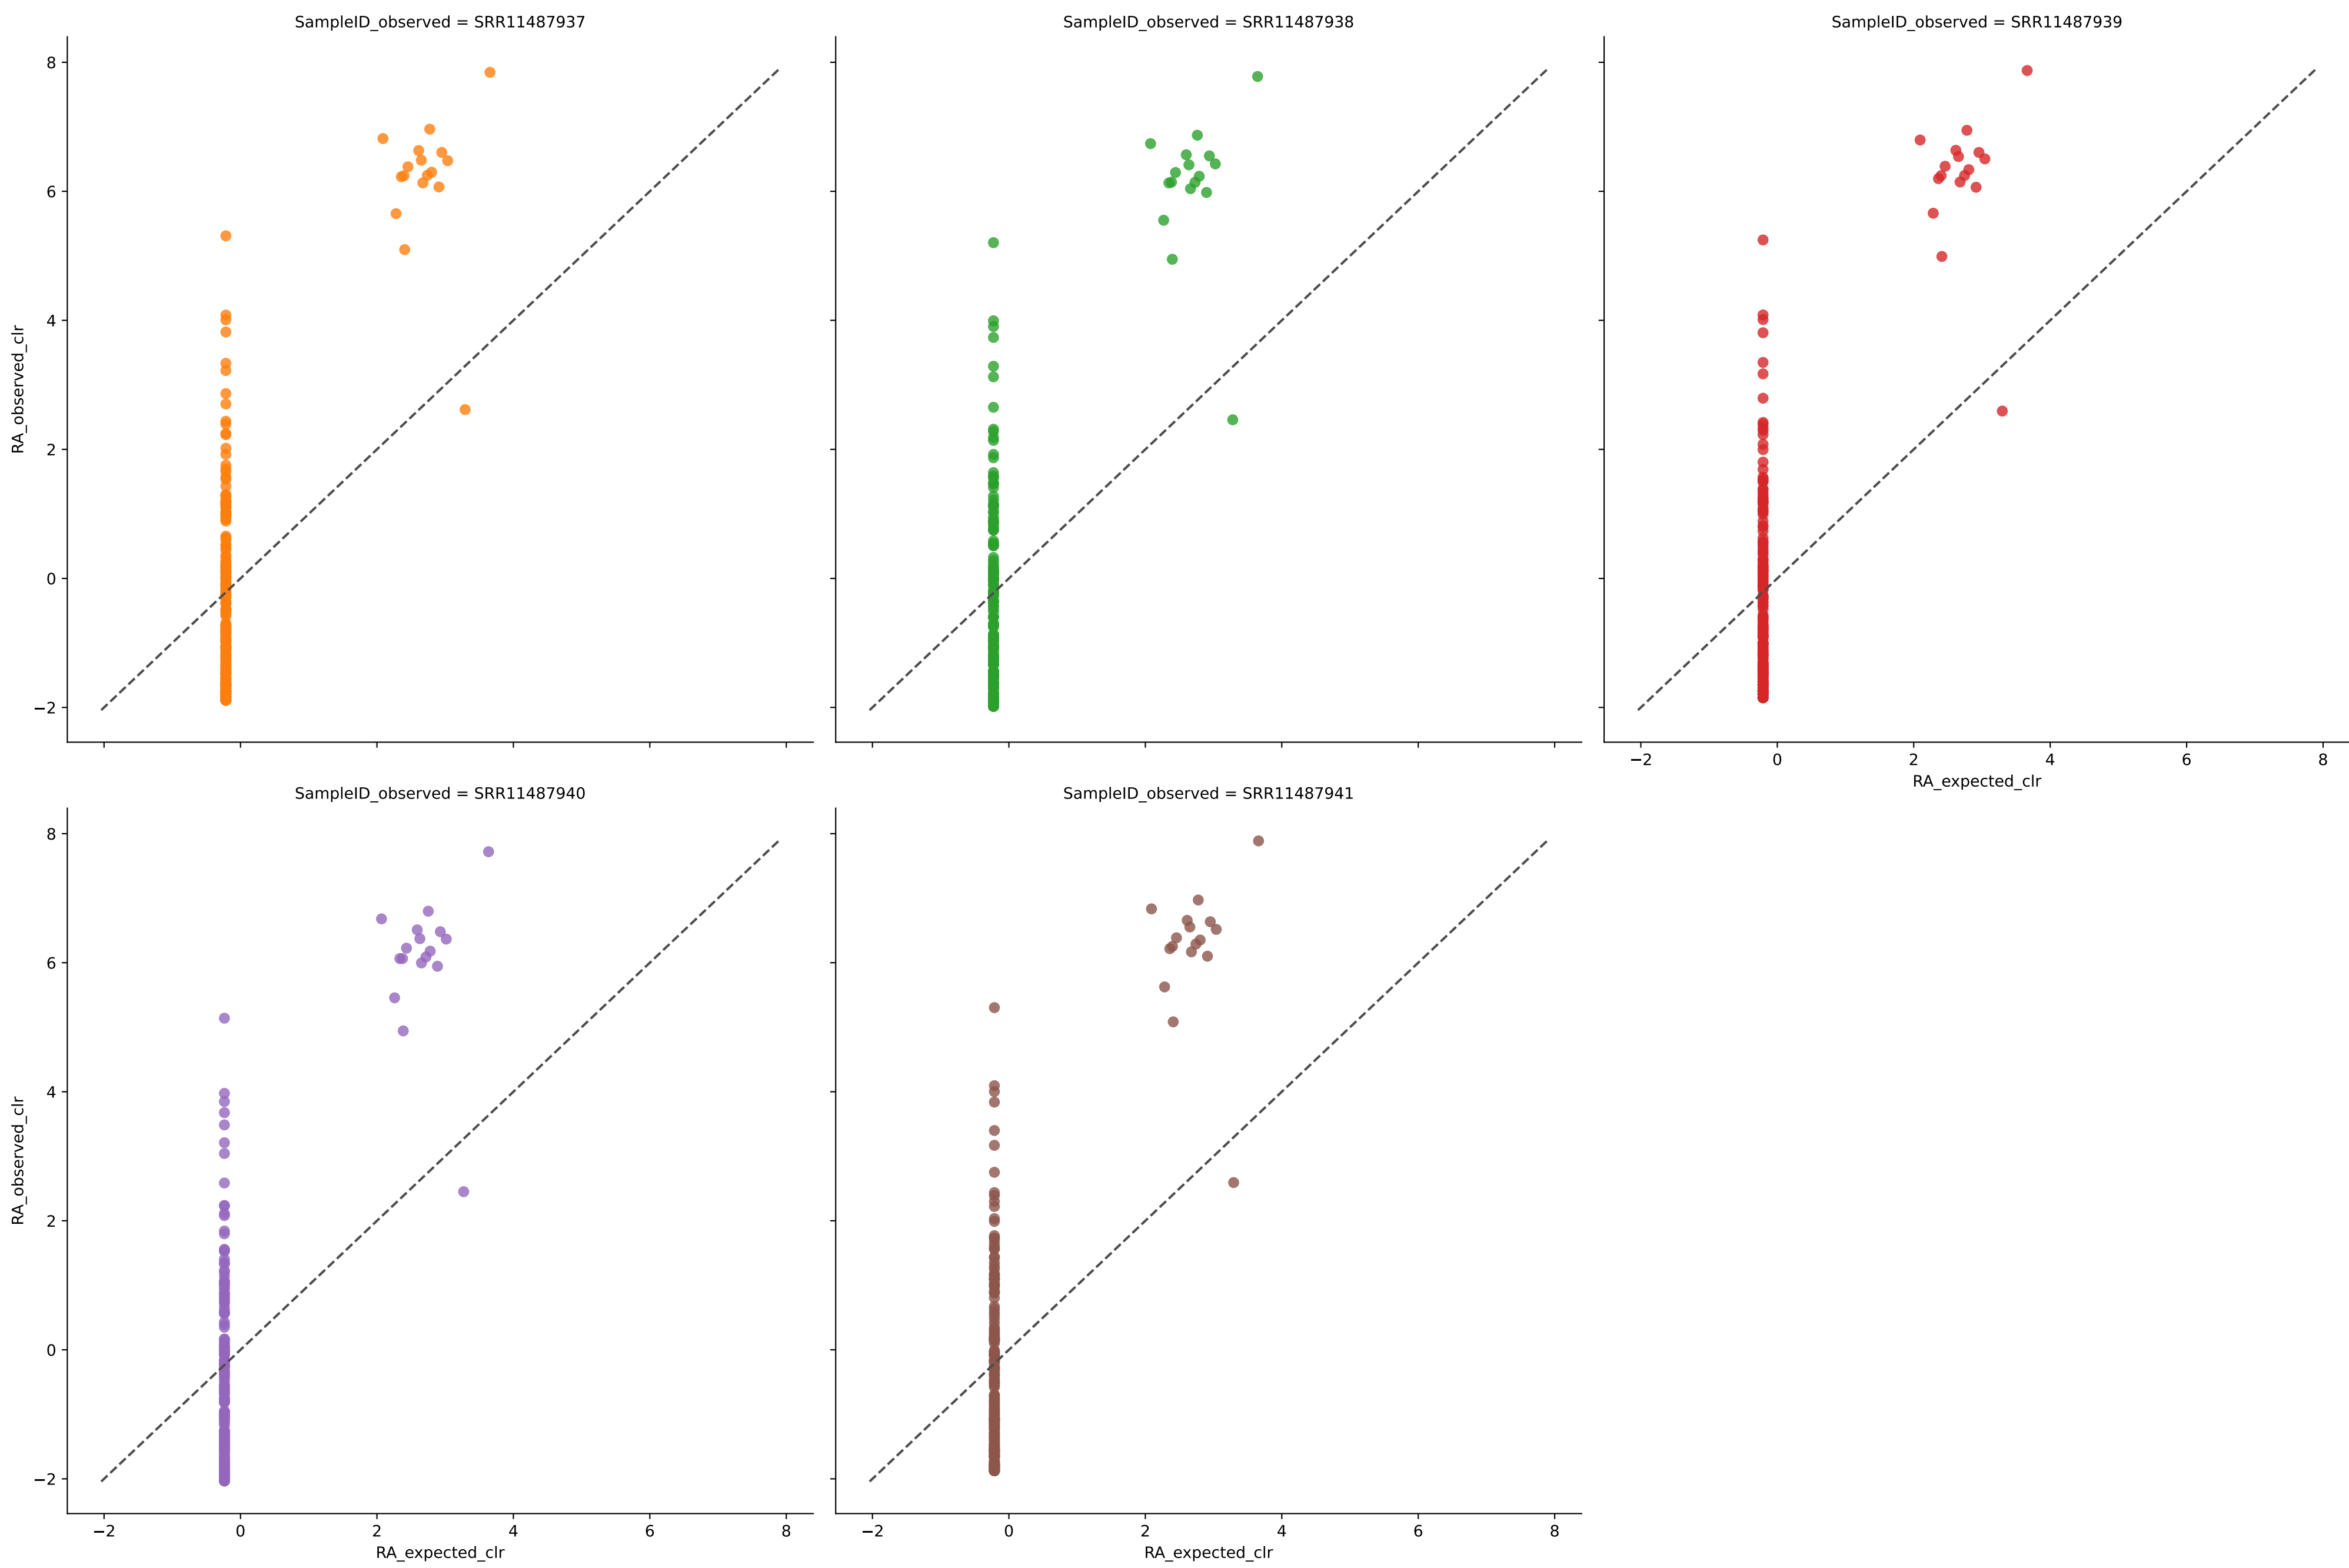 SampleID_observed = SRR11487937
SampleID_observed = SRR11487938
SampleID_observed = SRR11487939
8
6
4
2
0
−2
RA_observed_clr
−2 0 2 4 6 8
RA_expected_clr
SampleID_observed = SRR11487940
SampleID_observed = SRR11487941
8
6
4
2
0
−2
RA_observed_clr
−2 0 2 4 6 8
−2 0 2 4 6 8
RA_expected_clr
RA_expected_clr